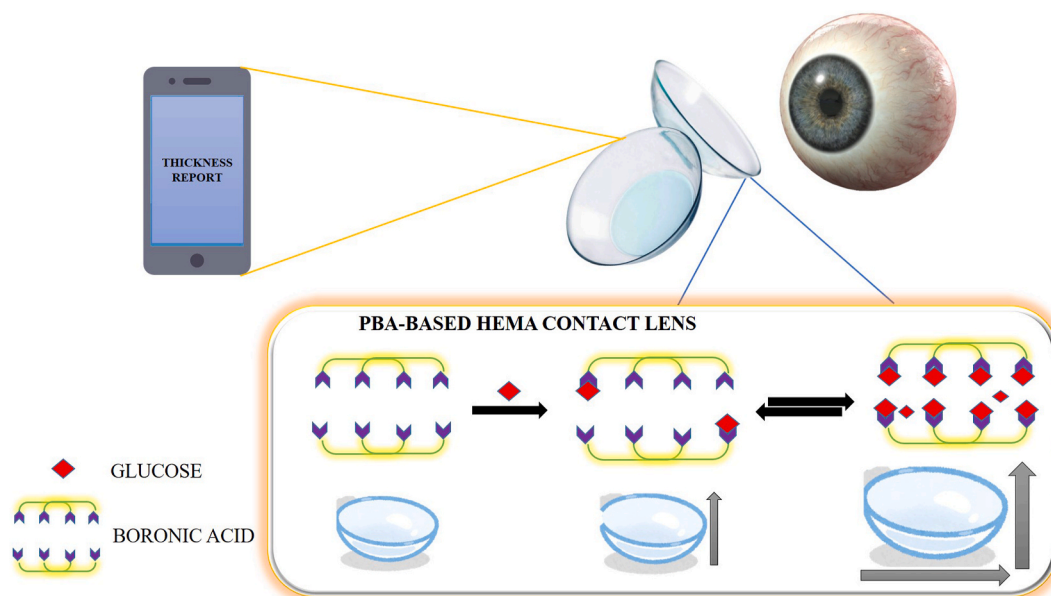 THICKNESS
REPORT
PBA-BASED HEMA CONTACT LENS
GLUCOSE
BORONIC ACID